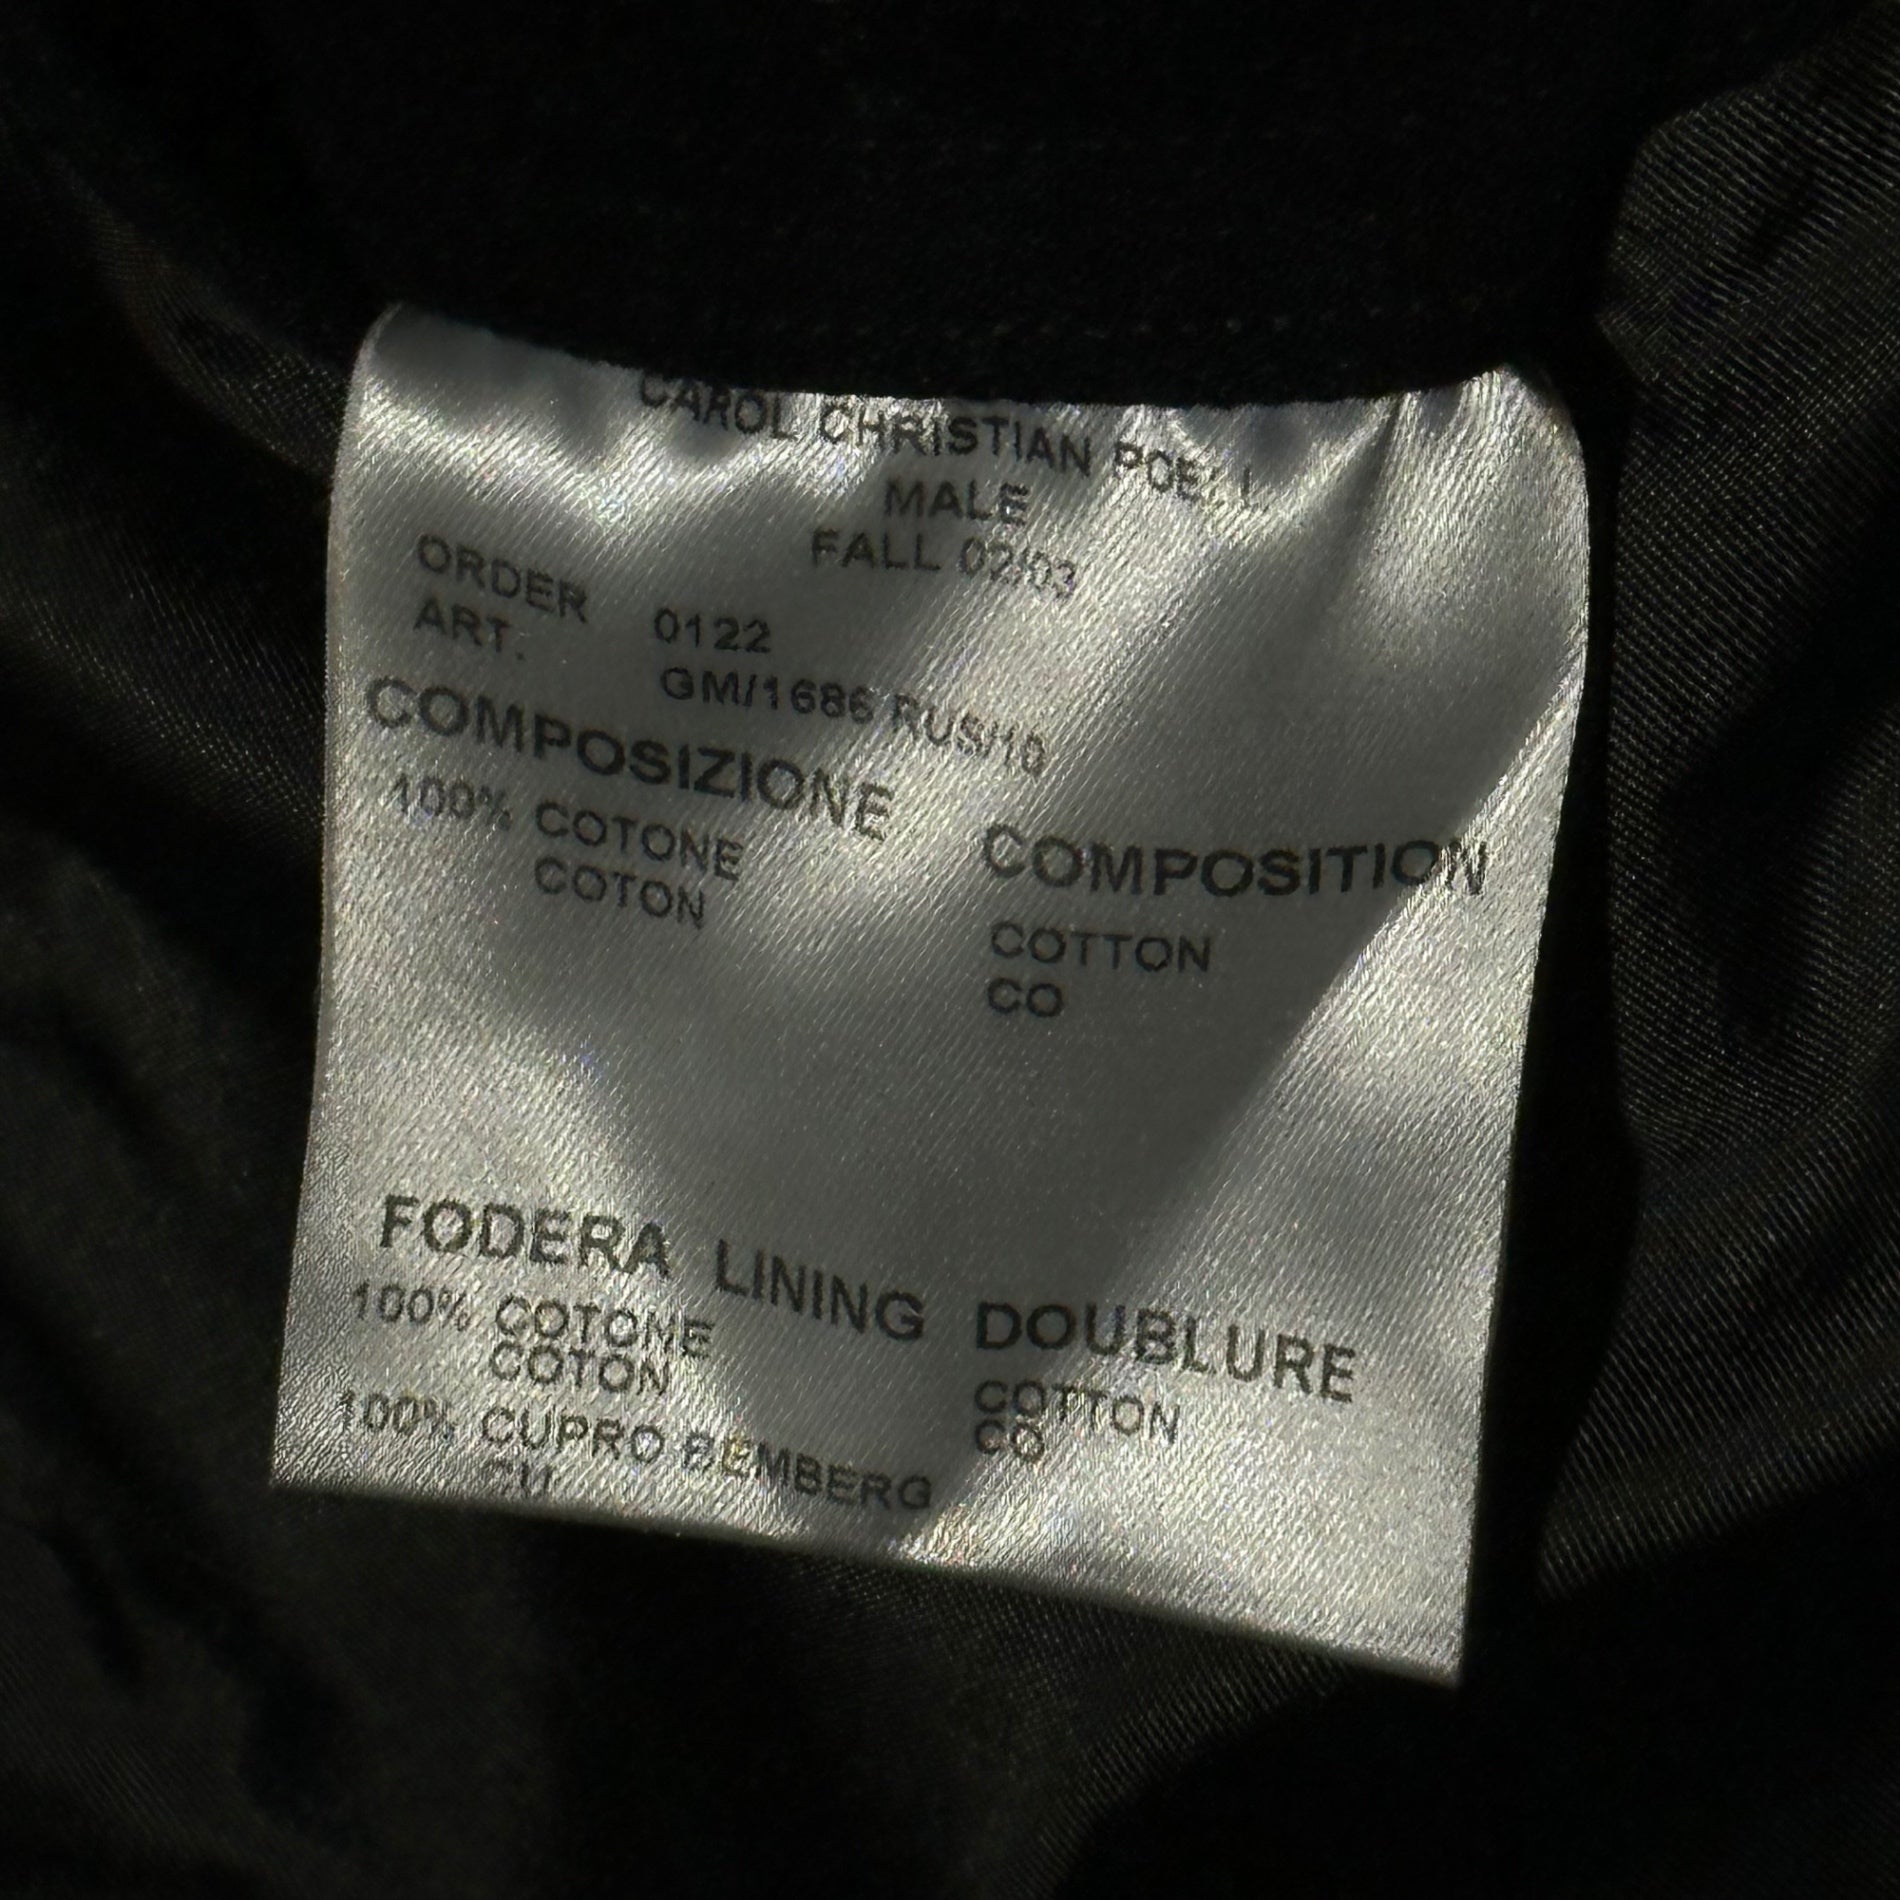 CAROL CHRISTIAN POELL
MALE
FALL 02/03
ORDER 0122
ART. GM/1686 RUS/10
COMPOSIZIONE COMPOSITION
100% COTONE COTTON
COTON CO
FODERA LINING DOUBLURE
100% COTONE COTTON
COTON CO
100% CUPRO BEMBERG
CU